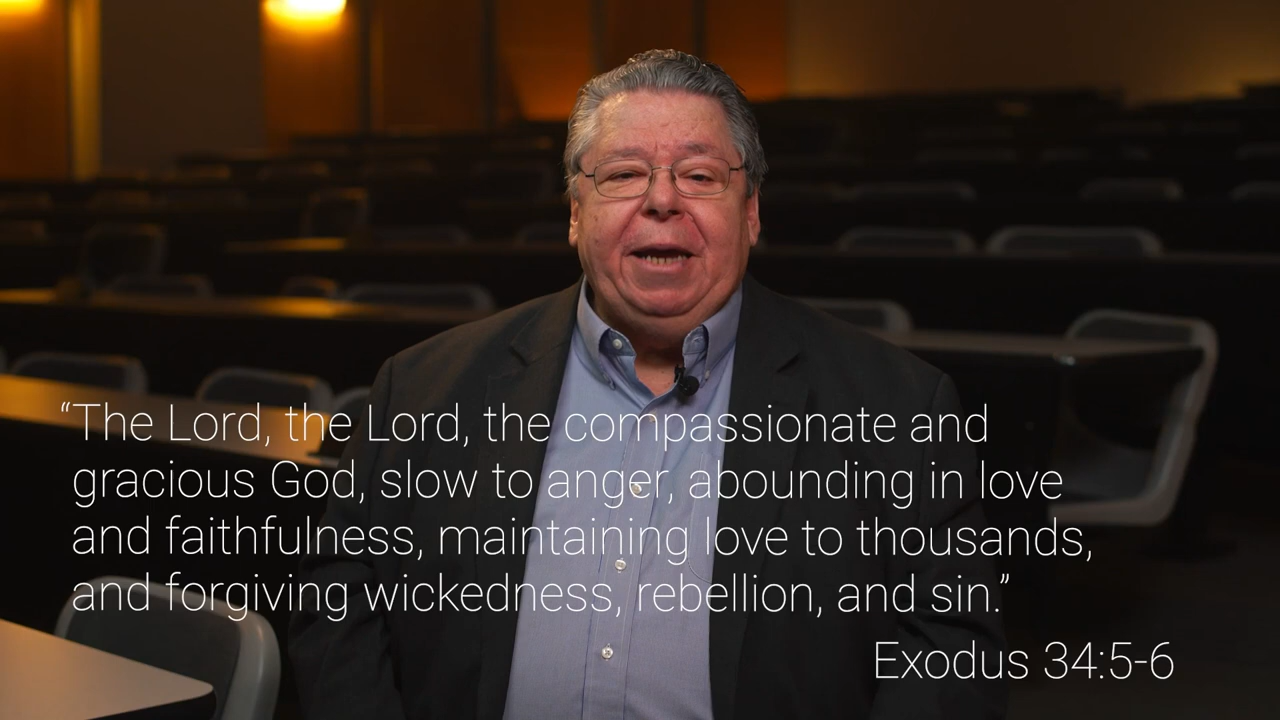 “The Lord, the Lord, the compassionate and
gracious God, slow to anger, abounding in love
and faithfulness, maintaining love to thousands,
and forgiving wickedness, rebellion, and sin.”
Exodus 34:5-6